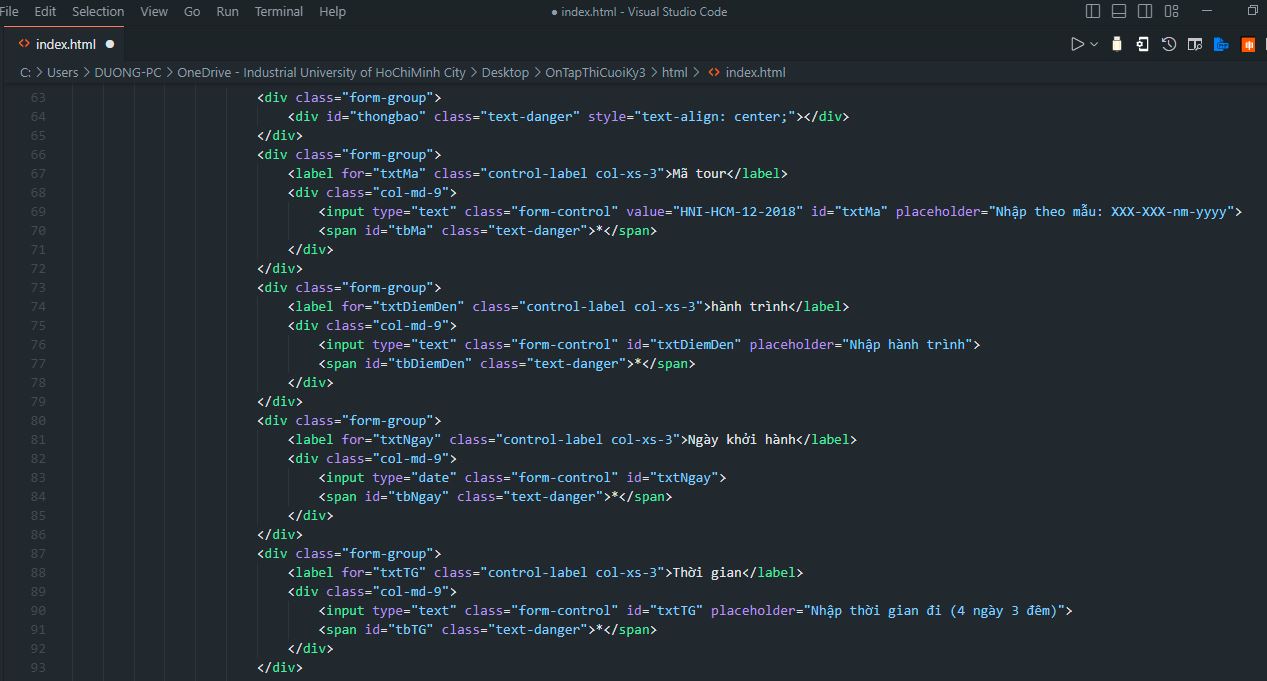 File Edit Selection View Go Run Terminal Help
● index.html - Visual Studio Code
index.html ●
C: > Users > DUONG-PC > OneDrive - Industrial University of HoChiMinh City > Desktop > OnTapThiCuoiKy3 > html > <> index.html
63 <div class="form-group">
64 <div id="thongbao" class="text-danger" style="text-align: center;"></div>
65 </div>
66 <div class="form-group">
67 <label for="txtMa" class="control-label col-xs-3">Mã tour</label>
68 <div class="col-md-9">
69 <input type="text" class="form-control" value="HNI-HCM-12-2018" id="txtMa" placeholder="Nhập theo mẫu: XXX-XXX-nm-yyyy">
70 <span id="tbMa" class="text-danger">*</span>
71 </div>
72 </div>
73 <div class="form-group">
74 <label for="txtDiemDen" class="control-label col-xs-3">hành trình</label>
75 <div class="col-md-9">
76 <input type="text" class="form-control" id="txtDiemDen" placeholder="Nhập hành trình">
77 <span id="tbDiemDen" class="text-danger">*</span>
78 </div>
79 </div>
80 <div class="form-group">
81 <label for="txtNgay" class="control-label col-xs-3">Ngày khởi hành</label>
82 <div class="col-md-9">
83 <input type="date" class="form-control" id="txtNgay">
84 <span id="tbNgay" class="text-danger">*</span>
85 </div>
86 </div>
87 <div class="form-group">
88 <label for="txtTG" class="control-label col-xs-3">Thời gian</label>
89 <div class="col-md-9">
90 <input type="text" class="form-control" id="txtTG" placeholder="Nhập thời gian đi (4 ngày 3 đêm)">
91 <span id="tbTG" class="text-danger">*</span>
92 </div>
93 </div>